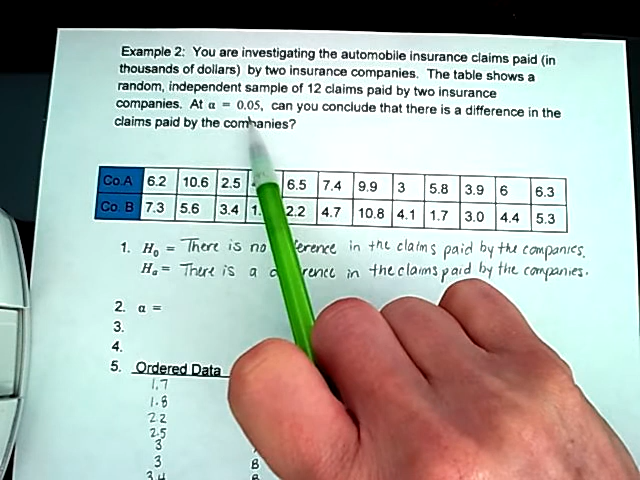 Example 2: You are investigating the automobile insurance claims paid (in
thousands of dollars) by two insurance companies. The table shows a
random, independent sample of 12 claims paid by two insurance
companies. At α = 0.05, can you conclude that there is a difference in the
claims paid by the companies?
Co.A 6.2 10.6 2.5 6.5 7.4 9.9 3 5.8 3.9 6 6.3
Co. B 7.3 5.6 3.4 1. 2.2 4.7 10.8 4.1 1.7 3.0 4.4 5.3
1. H₀ = There is no erence in the claims paid by the companies.
Hₐ = There is a d rence in the claims paid by the companies.
2. α =
3.
4.
5. Ordered Data
1.7
1.8
2.2
2.5
3
3 B
3.4 B